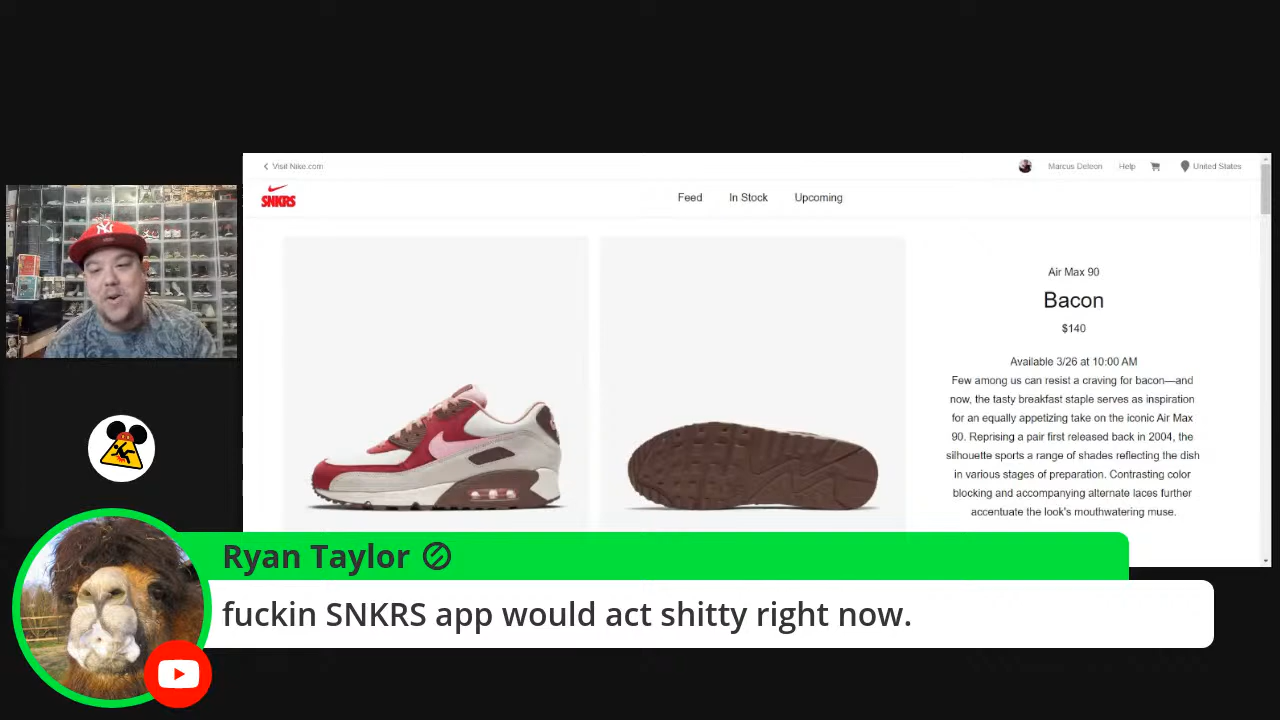 Visit Nike.com
Marcus Deleon
Help
United States
SNKRS
Feed
In Stock
Upcoming
Air Max 90
Bacon
$140
Available 3/26 at 10:00 AM
Few among us can resist a craving for bacon—and
now, the tasty breakfast staple serves as inspiration
for an equally appetizing take on the iconic Air Max
90. Reprising a pair first released back in 2004, the
silhouette sports a range of shades reflecting the dish
in various stages of preparation. Contrasting color
blocking and accompanying alternate laces further
accentuate the look's mouthwatering muse.
Ryan Taylor
fuckin SNKRS app would act shitty right now.